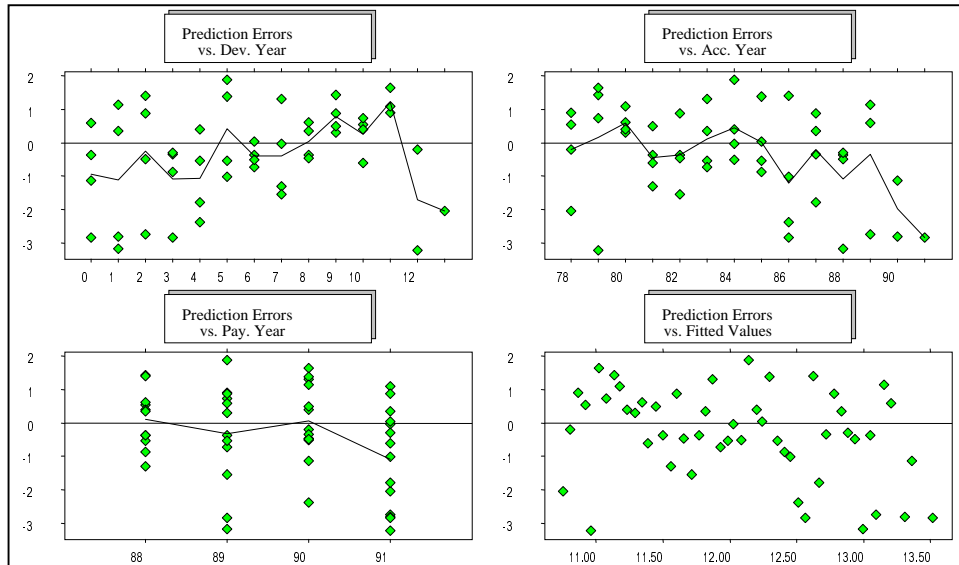 Prediction Errors
vs. Dev. Year
Prediction Errors
vs. Acc. Year
2
1
0
-1
-2
-3
0 1 2 3 4 5 6 7 8 9 10 12
2
1
0
-1
-2
-3
78 80 82 84 86 88 90
Prediction Errors
vs. Pay. Year
Prediction Errors
vs. Fitted Values
2
1
0
-1
-2
-3
88 89 90 91
2
1
0
-1
-2
-3
11.00 11.50 12.00 12.50 13.00 13.50